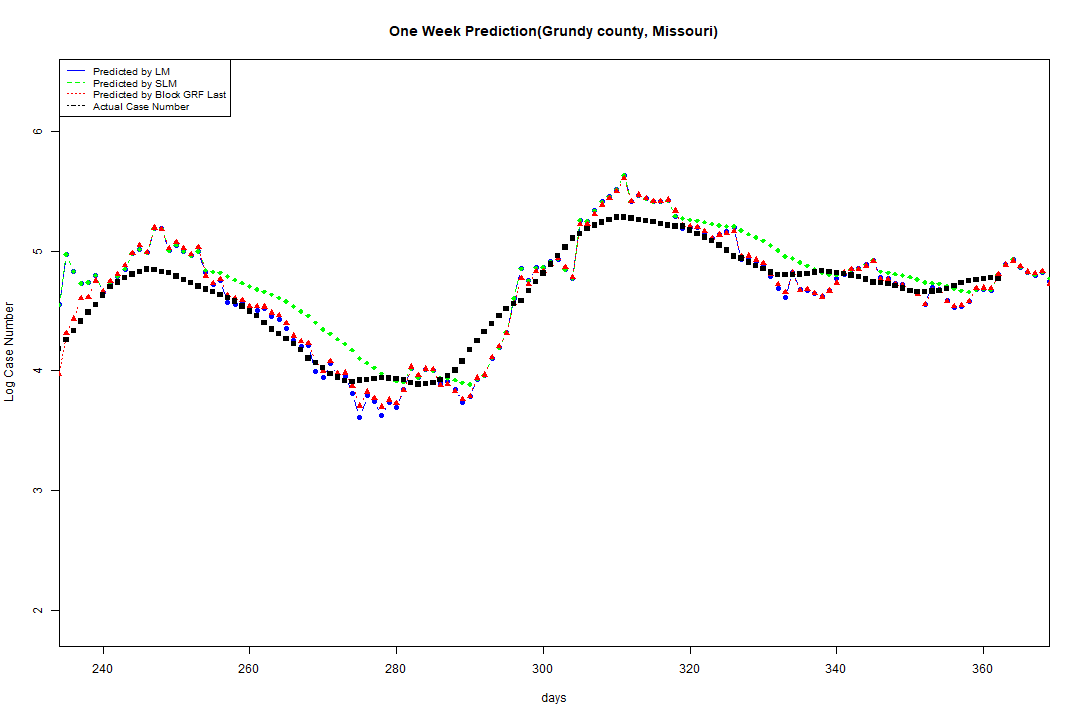 One Week Prediction(Grundy county, Missouri)
Predicted by LM
Predicted by SLM
Predicted by Block GRF Last
Actual Case Number
6
5
4
3
2
Log Case Number
240 260 280 300 320 340 360
days